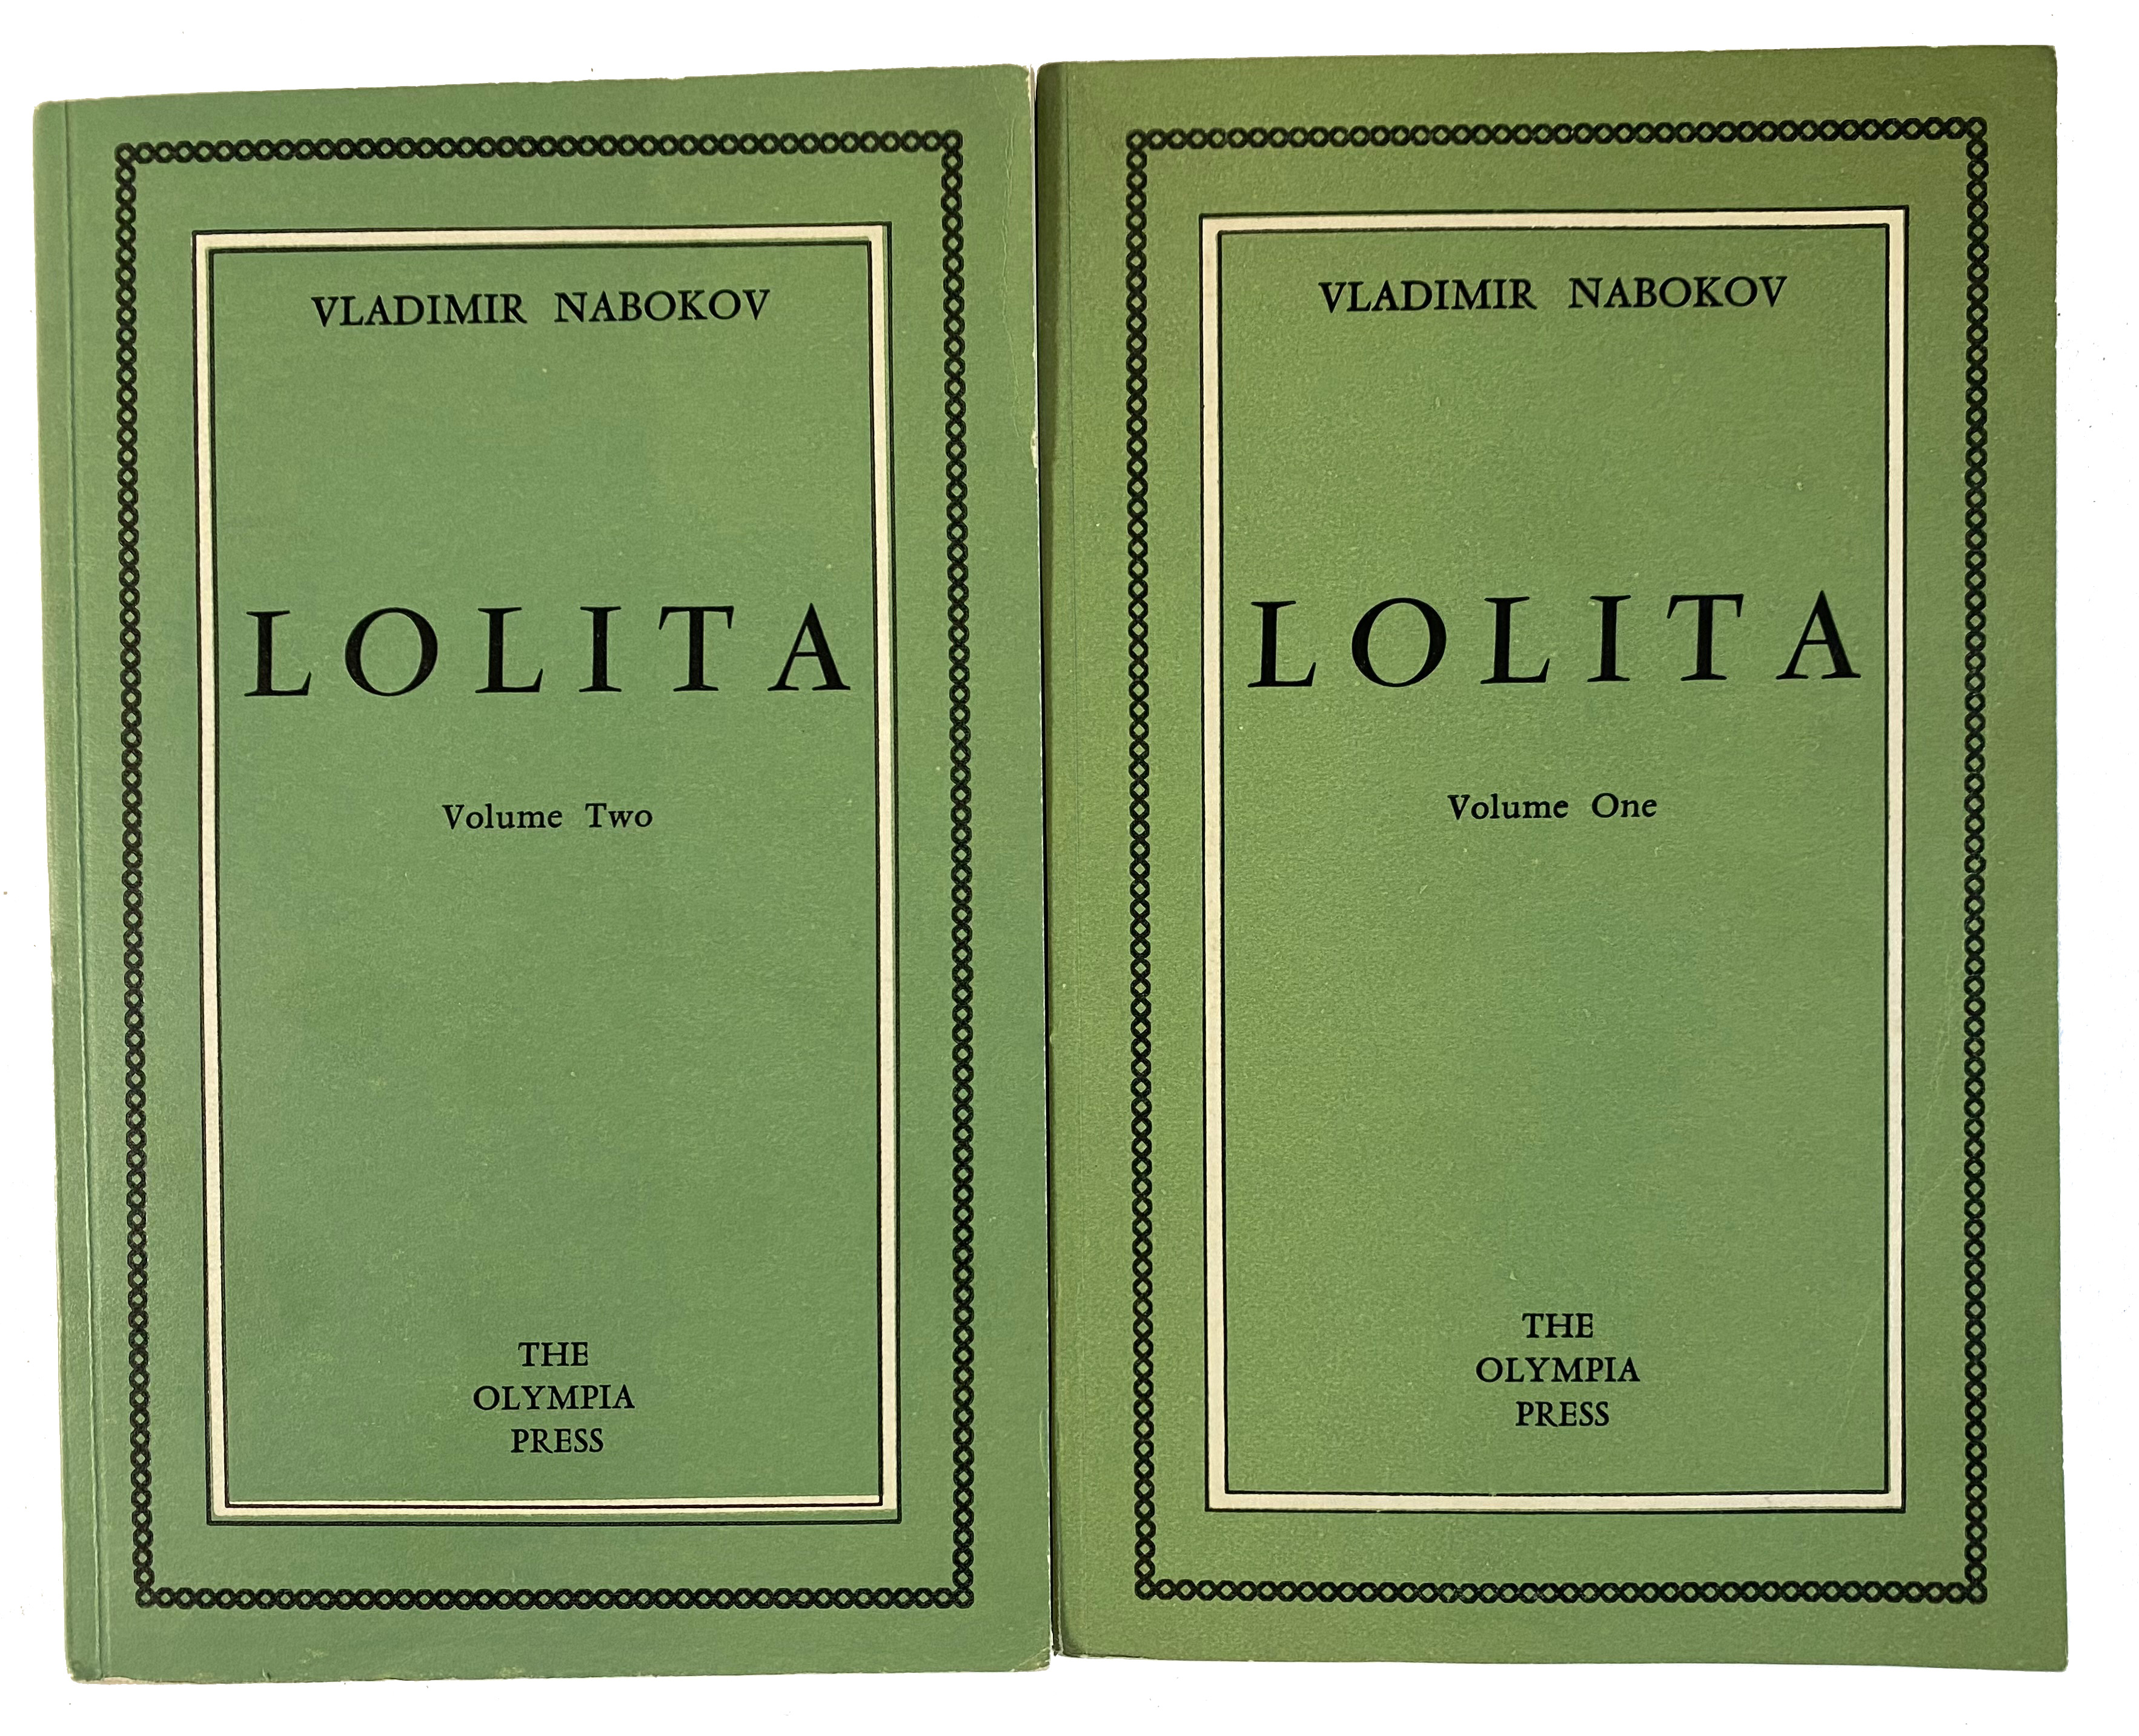 VLADIMIR NABOKOV
LOLITA
Volume Two
THE
OLYMPIA
PRESS
VLADIMIR NABOKOV
LOLITA
Volume One
THE
OLYMPIA
PRESS